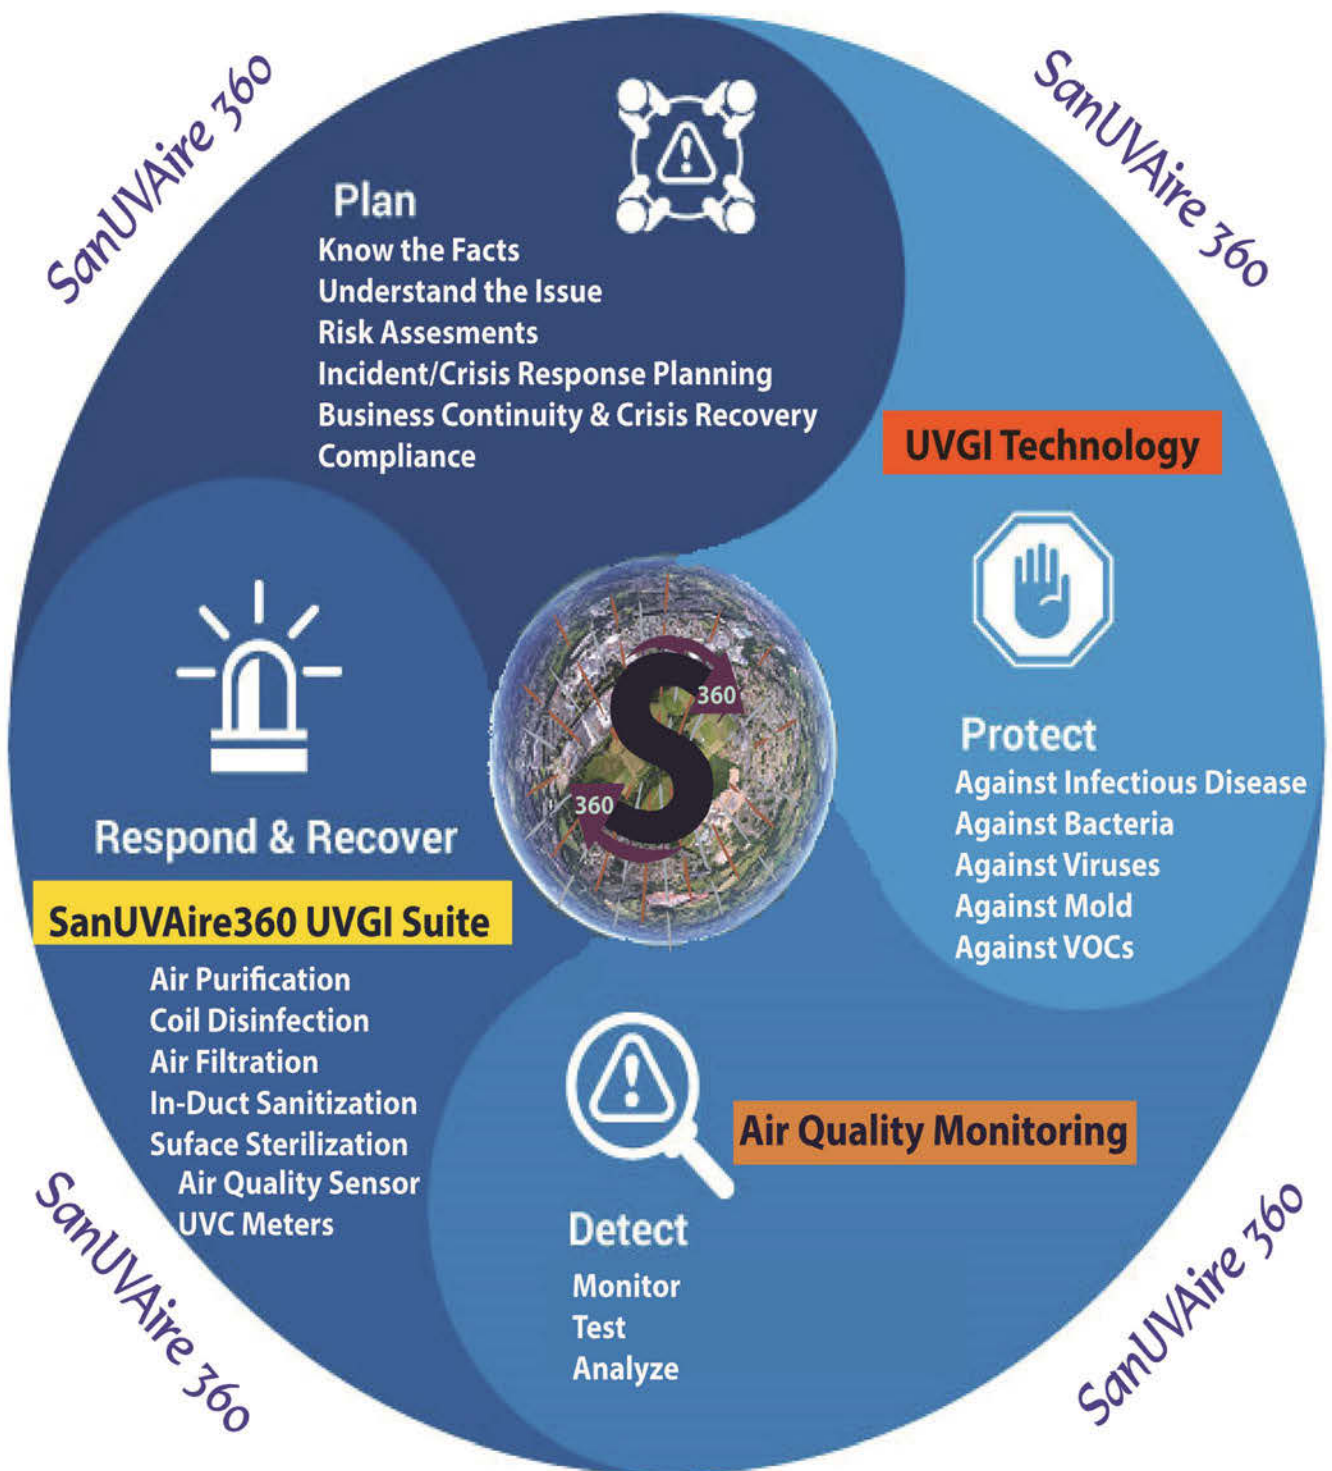 SanUVAire 360
SanUVAire 360
Plan
Know the Facts
Understand the Issue
Risk Assesments
Incident/Crisis Response Planning
Business Continuity & Crisis Recovery
Compliance
UVGI Technology
Protect
Against Infectious Disease
Against Bacteria
Against Viruses
Against Mold
Against VOCs
S
360
360
Respond & Recover
SanUVAire360 UVGI Suite
Air Purification
Coil Disinfection
Air Filtration
In-Duct Sanitization
Suface Sterilization
Air Quality Sensor
UVC Meters
Air Quality Monitoring
Detect
Monitor
Test
Analyze
SanUVAire 360
SanUVAire 360